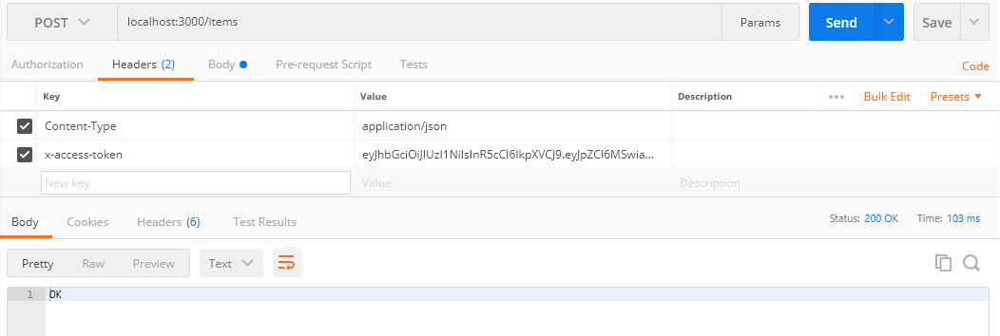 POST localhost:3000/items Params Send Save
Authorization Headers (2) Body Pre-request Script Tests Code
Key Value Description Bulk Edit Presets
Content-Type application/json
x-access-token eyJhbGciOiJIUzI1NiIsInR5cCI6IkpXVCJ9.eyJpZCI6MSwia...
New key Value Description
Body Cookies Headers (6) Test Results Status: 200 OK Time: 103 ms
Pretty Raw Preview Text
1 OK